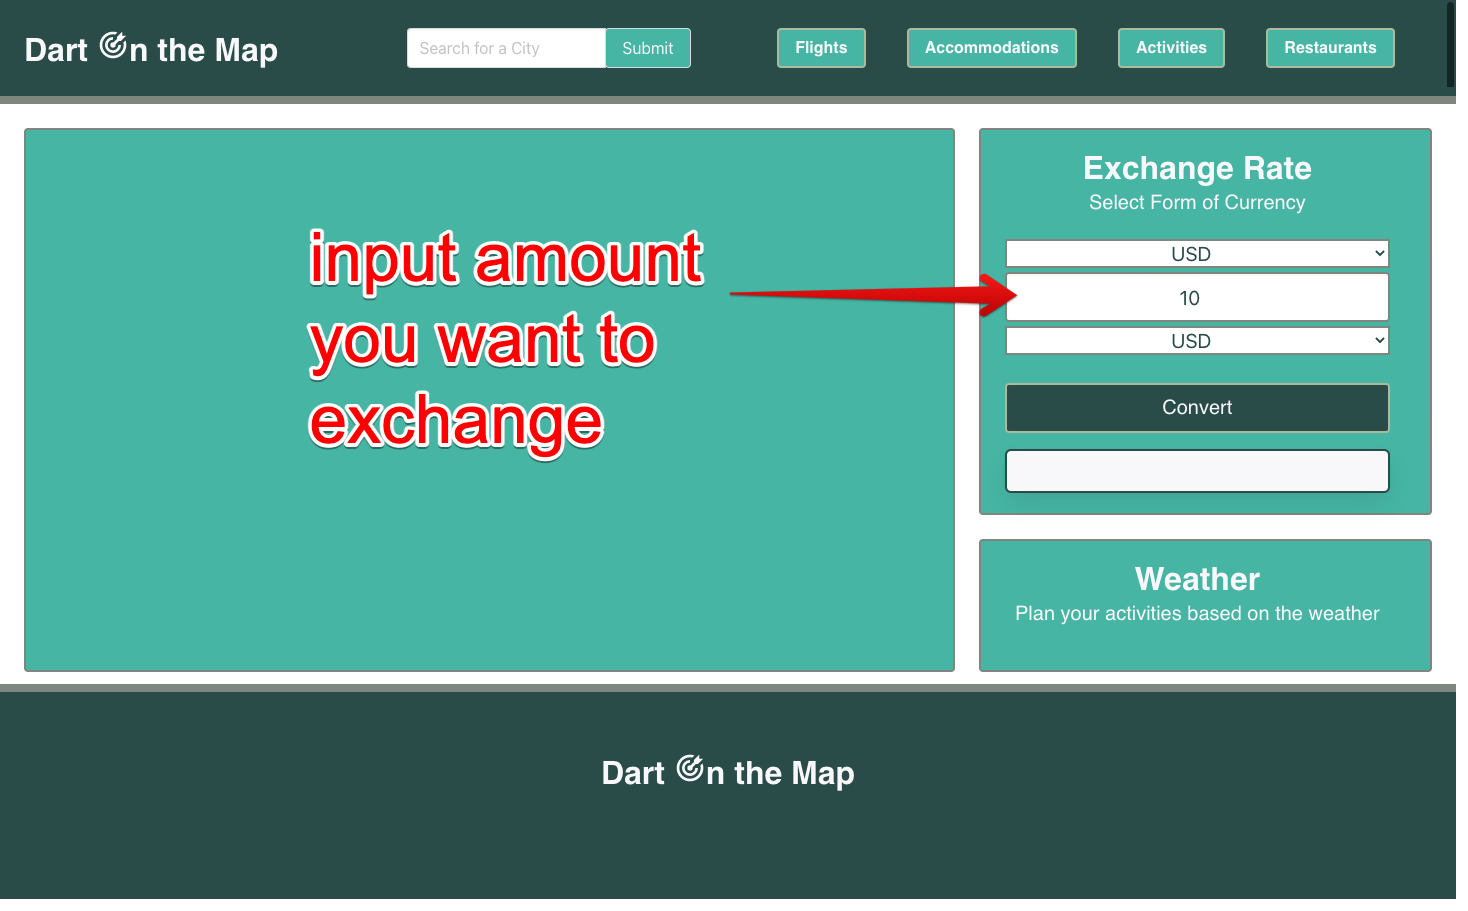 Dart On the Map
Search for a City
Submit
Flights
Accommodations
Activities
Restaurants
input amount
you want to
exchange
Exchange Rate
Select Form of Currency
USD
10
USD
Convert
Weather
Plan your activities based on the weather
Dart On the Map